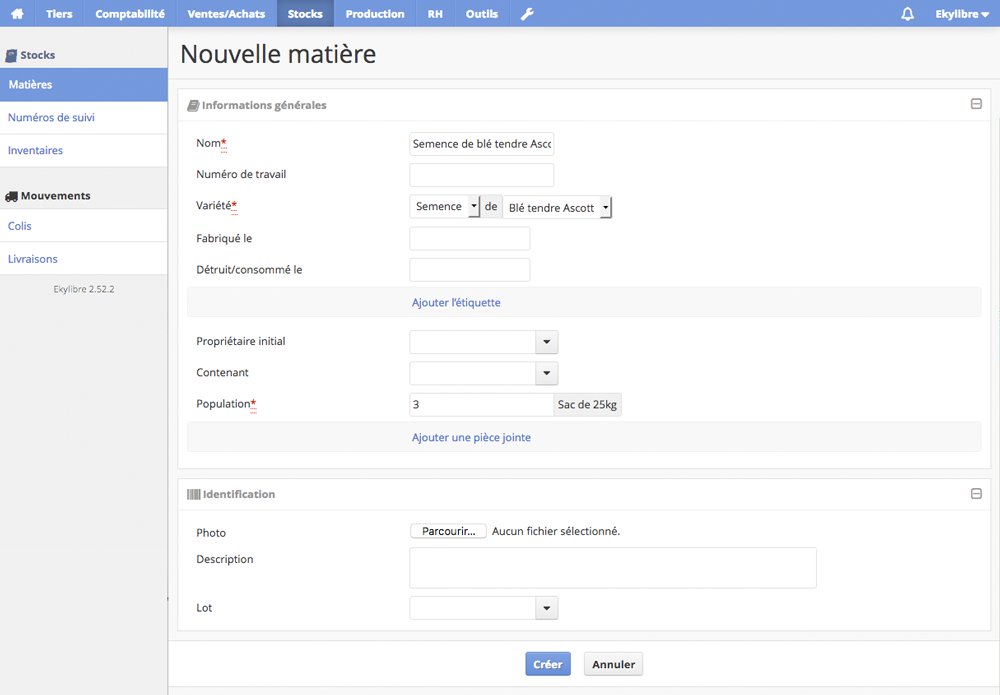 Tiers Comptabilité Ventes/Achats Stocks Production RH Outils Ekylibre
Stocks
Matières
Numéros de suivi
Inventaires
Mouvements
Colis
Livraisons
Ekylibre 2.52.2
Nouvelle matière
Informations générales
Nom* Semence de blé tendre Asco
Numéro de travail
Variété* Semence de Blé tendre Ascott
Fabriqué le
Détruit/consommé le
Ajouter l'étiquette
Propriétaire initial
Contenant
Population* 3 Sac de 25kg
Ajouter une pièce jointe
Identification
Photo Parcourir... Aucun fichier sélectionné.
Description
Lot
Créer Annuler